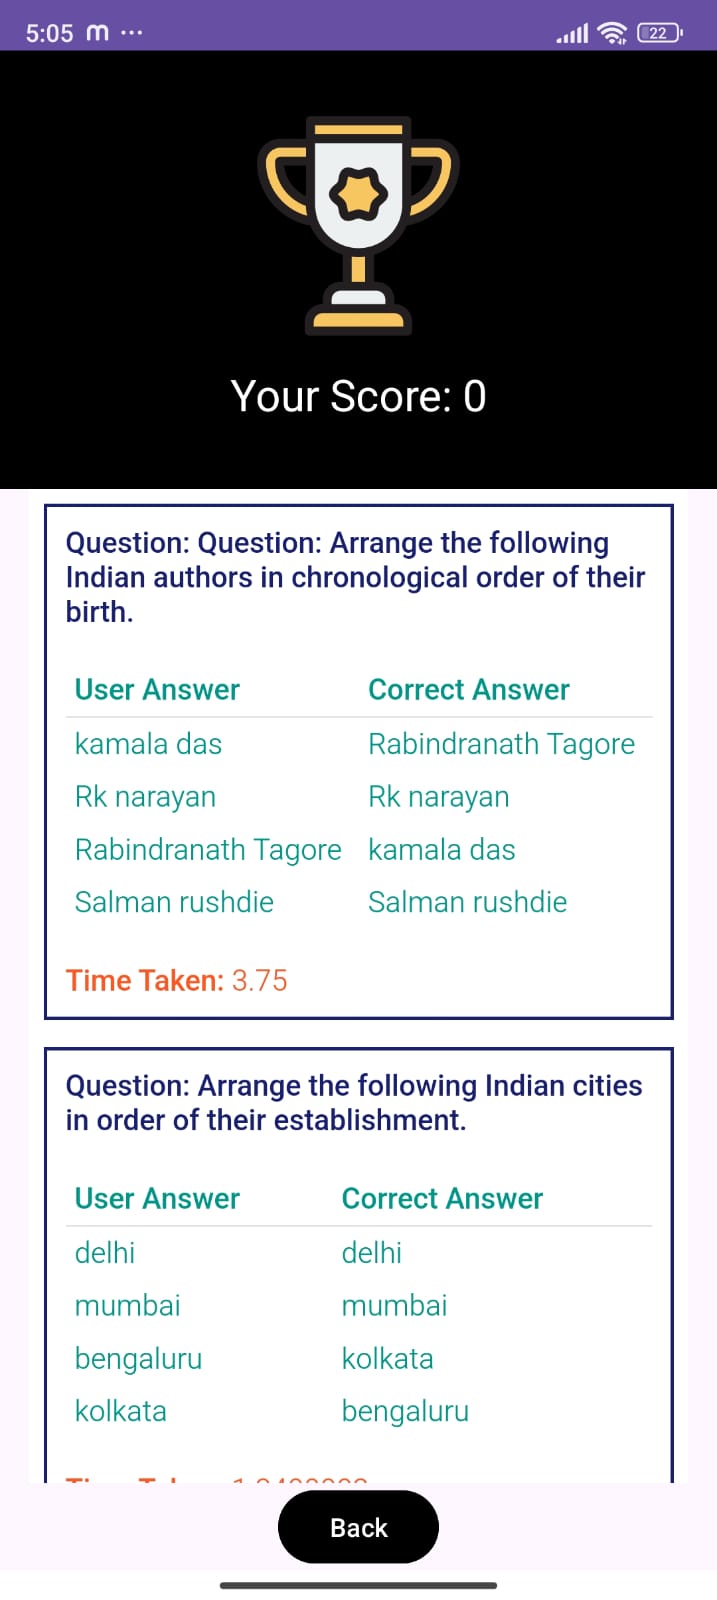 5:05 m ...
22
Your Score: 0
Question: Question: Arrange the following
Indian authors in chronological order of their
birth.
User Answer Correct Answer
kamala das Rabindranath Tagore
Rk narayan Rk narayan
Rabindranath Tagore kamala das
Salman rushdie Salman rushdie
Time Taken: 3.75
Question: Arrange the following Indian cities
in order of their establishment.
User Answer Correct Answer
delhi delhi
mumbai mumbai
bengaluru kolkata
kolkata bengaluru
Back